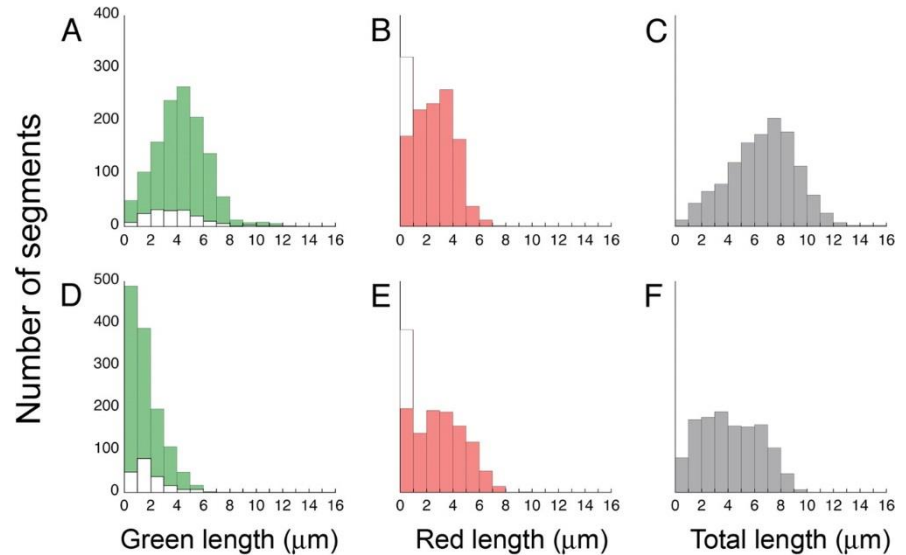 A
B
C
400
300
200
100
0
0 2 4 6 8 10 12 14 16
0 2 4 6 8 10 12 14 16
0 2 4 6 8 10 12 14 16
Number of segments
D
E
F
500
400
300
200
100
0
0 2 4 6 8 10 12 14 16
0 2 4 6 8 10 12 14 16
0 2 4 6 8 10 12 14 16
Green length (μm)
Red length (μm)
Total length (μm)